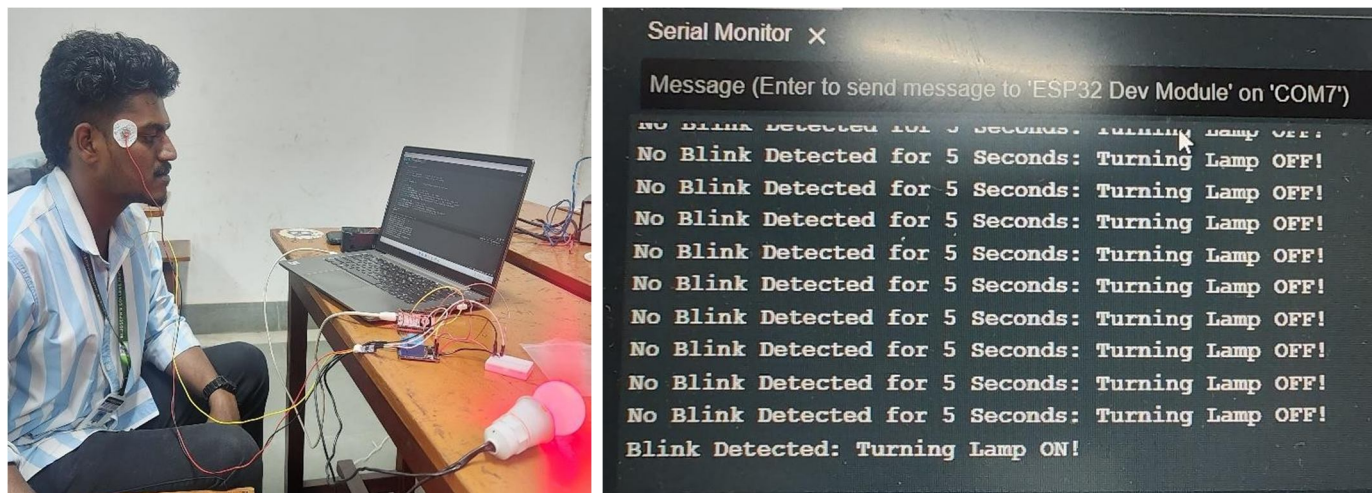 Serial Monitor
Message (Enter to send message to 'ESP32 Dev Module' on 'COM7')
No Blink Detected for 5 Seconds: Turning Lamp OFF!
No Blink Detected for 5 Seconds: Turning Lamp OFF!
No Blink Detected for 5 Seconds: Turning Lamp OFF!
No Blink Detected for 5 Seconds: Turning Lamp OFF!
No Blink Detected for 5 Seconds: Turning Lamp OFF!
No Blink Detected for 5 Seconds: Turning Lamp OFF!
No Blink Detected for 5 Seconds: Turning Lamp OFF!
No Blink Detected for 5 Seconds: Turning Lamp OFF!
No Blink Detected for 5 Seconds: Turning Lamp OFF!
No Blink Detected for 5 Seconds: Turning Lamp OFF!
Blink Detected: Turning Lamp ON!